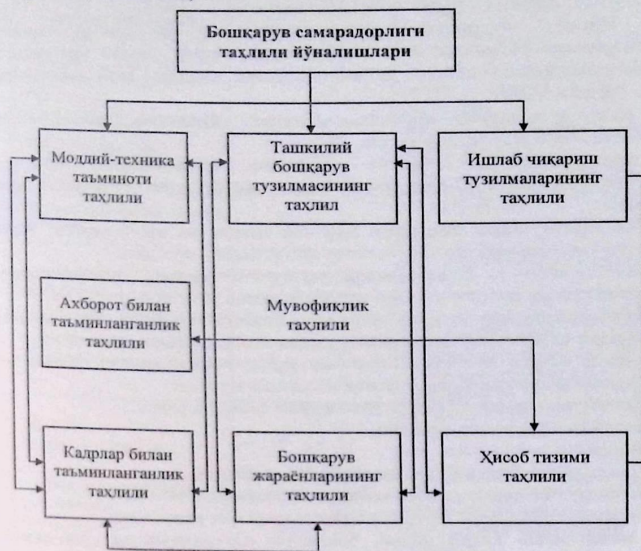 Бошқарув самарадорлиги
таҳлили йўналишлари
Моддий-техника
таъминоти
таҳлили
Ташкилий
бошқарув
тузилмасининг
таҳлил
Ишлаб чиқариш
тузилмаларининг
таҳлили
Ахборот билан
таъминланганлик
таҳлили
Мувофиқлик
таҳлили
Кадрлар билан
таъминланганлик
таҳлили
Бошқарув
жараёнларининг
таҳлили
Ҳисоб тизими
таҳлили